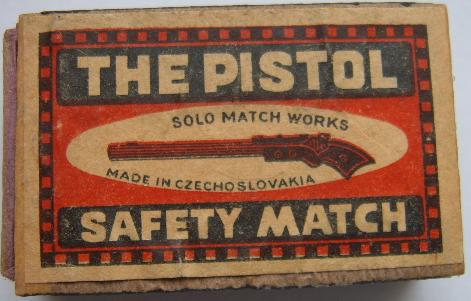 THE PISTOL
SOLO MATCH WORKS
MADE IN CZECHOSLOVAKIA
SAFETY MATCH